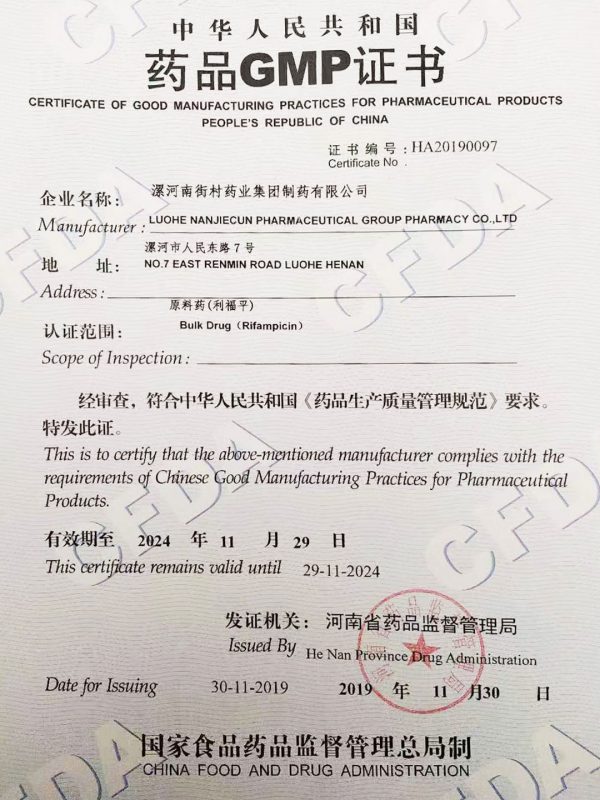 中华人民共和国
药品GMP证书
CERTIFICATE OF GOOD MANUFACTURING PRACTICES FOR PHARMACEUTICAL PRODUCTS
PEOPLE'S REPUBLIC OF CHINA
证书编号:HA20190097
Certificate No .
企业名称: 漯河南街村药业集团制药有限公司
Manufacturer: LUOHE NANJIECUN PHARMACEUTICAL GROUP PHARMACY CO.,LTD
漯河市人民东路7号
地 址: NO.7 EAST RENMIN ROAD LUOHE HENAN
Address:
原料药(利福平)
认证范围: Bulk Drug（Rifampicin）
Scope of Inspection:
经审查，符合中华人民共和国《药品生产质量管理规范》要求。
特发此证。
This is to certify that the above-mentioned manufacturer complies with the
requirements of Chinese Good Manufacturing Practices for Pharmaceutical
Products.
有效期至 2024 年 11 月 29 日
This certificate remains valid until 29-11-2024
发证机关: 河南省药品监督管理局
Issued By He Nan Province Drug Administration
Date for Issuing 30-11-2019 2019 年 11 月30 日
国家食品药品监督管理总局制
CHINA FOOD AND DRUG ADMINISTRATION
CFDA
CFDA
CFDA
CFDA
CFDA
CFDA